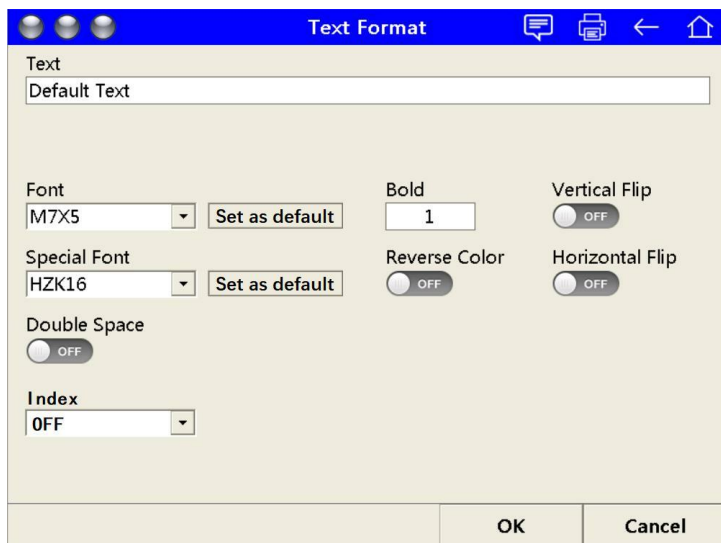 Text Format
Text
Default Text
Font Bold Vertical Flip
M7X5 Set as default 1 OFF
Special Font Reverse Color Horizontal Flip
HZK16 Set as default OFF OFF
Double Space
OFF
Index
0FF
OK Cancel